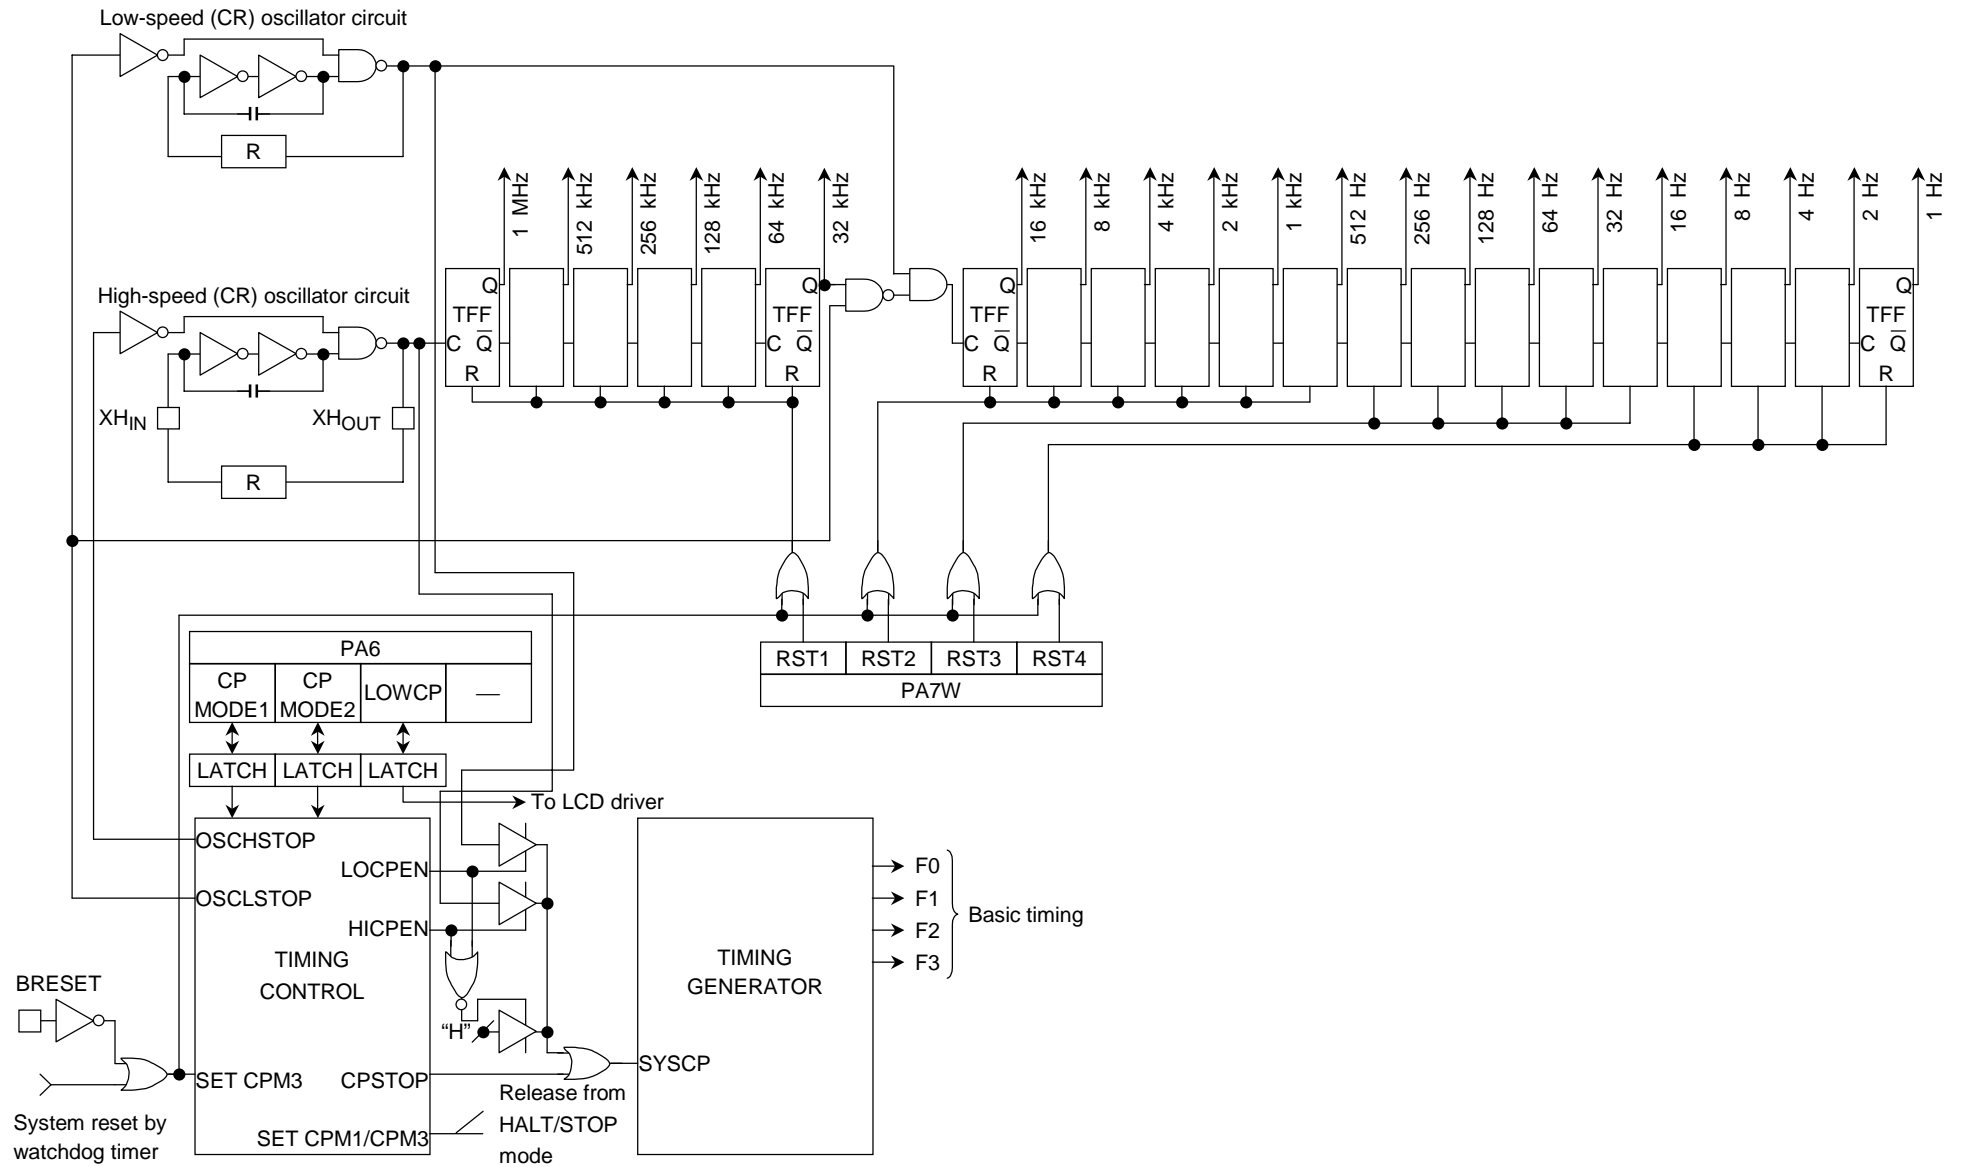 Low-speed (CR) oscillator circuit
R
1 MHz
512 kHz
256 kHz
128 kHz
64 kHz
32 kHz
16 kHz
8 kHz
4 kHz
2 kHz
1 kHz
512 Hz
256 Hz
128 Hz
64 Hz
32 Hz
16 Hz
8 Hz
4 Hz
2 Hz
1 Hz
High-speed (CR) oscillator circuit
Q
TFF
C Q̅
R
Q
TFF
C Q̅
R
Q
TFF
C Q̅
R
Q
TFF
C Q̅
R
XHIN
XHOUT
R
PA6
CP MODE1
CP MODE2
LOWCP
—
RST1 RST2 RST3 RST4
PA7W
LATCH LATCH LATCH
To LCD driver
OSCHSTOP
LOCPEN
OSCLSTOP
HICPEN
TIMING
CONTROL
SET CPM3
CPSTOP
SET CPM1/CPM3
BRESET
System reset by
watchdog timer
“H”
Release from
HALT/STOP
mode
SYSCP
TIMING
GENERATOR
F0
F1
F2
F3
Basic timing